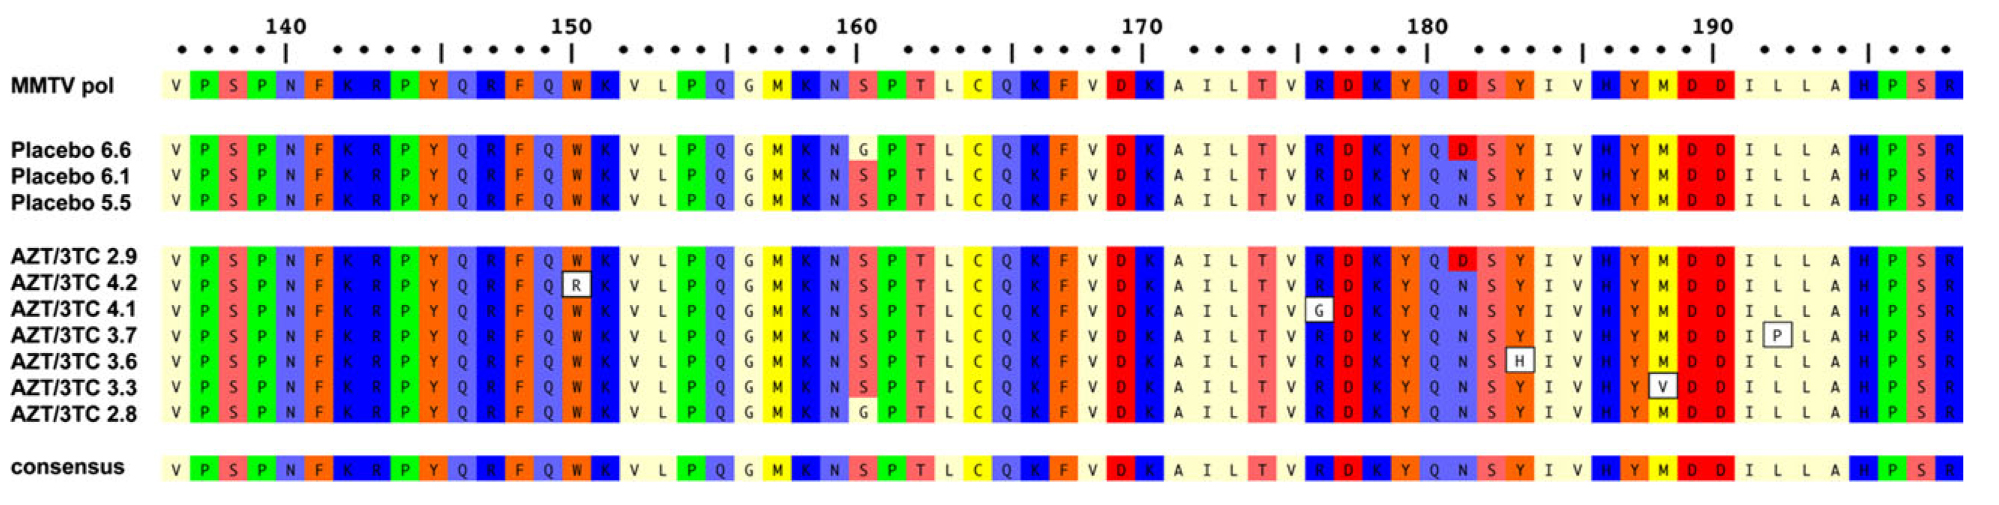 140 150 160 170 180 190
MMTV pol V P S P N F K R P Y Q R F Q W K V L P Q G M K N S P T L C Q K F V D K A I L T V R D K Y Q D S Y I V H Y M D D I L L A H P S R
Placebo 6.6 V P S P N F K R P Y Q R F Q W K V L P Q G M K N G P T L C Q K F V D K A I L T V R D K Y Q D S Y I V H Y M D D I L L A H P S R
Placebo 6.1 V P S P N F K R P Y Q R F Q W K V L P Q G M K N S P T L C Q K F V D K A I L T V R D K Y Q N S Y I V H Y M D D I L L A H P S R
Placebo 5.5 V P S P N F K R P Y Q R F Q W K V L P Q G M K N S P T L C Q K F V D K A I L T V R D K Y Q N S Y I V H Y M D D I L L A H P S R
AZT/3TC 2.9 V P S P N F K R P Y Q R F Q W K V L P Q G M K N S P T L C Q K F V D K A I L T V R D K Y Q D S Y I V H Y M D D I L L A H P S R
AZT/3TC 4.2 V P S P N F K R P Y Q R F Q R K V L P Q G M K N S P T L C Q K F V D K A I L T V R D K Y Q N S Y I V H Y M D D I L L A H P S R
AZT/3TC 4.1 V P S P N F K R P Y Q R F Q W K V L P Q G M K N S P T L C Q K F V D K A I L T V G D K Y Q N S Y I V H Y M D D I L L A H P S R
AZT/3TC 3.7 V P S P N F K R P Y Q R F Q W K V L P Q G M K N S P T L C Q K F V D K A I L T V R D K Y Q N S Y I V H Y M D D I P L A H P S R
AZT/3TC 3.6 V P S P N F K R P Y Q R F Q W K V L P Q G M K N S P T L C Q K F V D K A I L T V R D K Y Q N S H I V H Y M D D I L L A H P S R
AZT/3TC 3.3 V P S P N F K R P Y Q R F Q W K V L P Q G M K N S P T L C Q K F V D K A I L T V R D K Y Q N S Y I V H Y V D D I L L A H P S R
AZT/3TC 2.8 V P S P N F K R P Y Q R F Q W K V L P Q G M K N G P T L C Q K F V D K A I L T V R D K Y Q N S Y I V H Y M D D I L L A H P S R
consensus V P S P N F K R P Y Q R F Q W K V L P Q G M K N S P T L C Q K F V D K A I L T V R D K Y Q N S Y I V H Y M D D I L L A H P S R